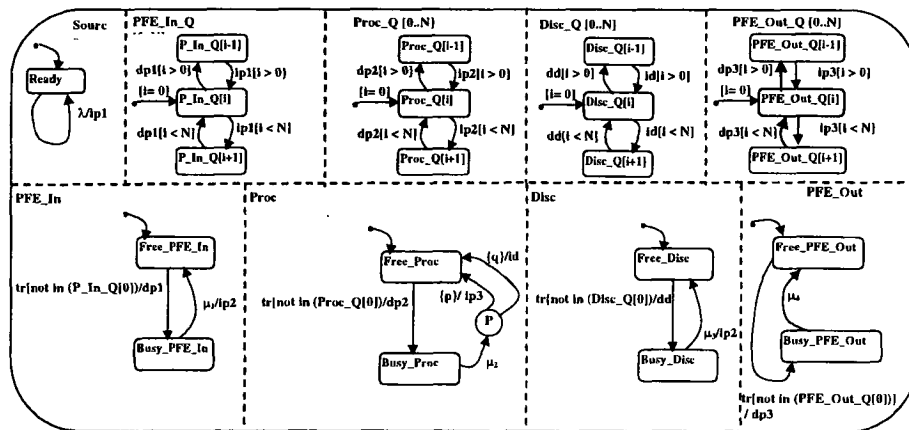 Sourc
Ready
λ/ip1
PFE_In_Q
P_In_Q[i-1]
dp1[i > 0}
ip1[i > 0}
[i= 0]
P_In_Q[i]
dp1[i < N}
ip1[i < N}
P_In_Q[i+1]
Proc_Q [0..N]
Proc_Q[i-1]
dp2[i > 0}
ip2[i > 0}
[i= 0]
Proc_Q[i]
dp2[i < N}
ip2[i < N}
Proc_Q[i+1]
Disc_Q [0..N]
Disc_Q[i-1]
dd[i > 0}
id[i > 0}
[i= 0]
Disc_Q[i]
dd{i < N}
id[i < N}
Disc_Q[i+1}
PFE_Out_Q {0..N]
PFE_Out_Q[i-1]
dp3[i > 0}
ip3[i > 0}
[i= 0]
PFE_Out_Q[i]
dp3[i < N}
ip3{i < N}
PFE_Out_Q[i+1]
PFE_In
Free_PFE_In
tr[not in (P_In_Q[0])/dp1
μ₁/ip2
Busy_PFE_In
Proc
Free_Proc
{q}/id
{p}/ ip3
tr[not in (Proc_Q[0])/dp2
P
Busy_Proc
μ₂
Disc
Free_Disc
tr[not in (Disc_Q[0])/dd
μ₃/ip2
Busy_Disc
PFE_Out
Free_PFE_Out
μ₄
Busy_PFE_Out
tr[not in (PFE_Out_Q[0])]
/ dp3